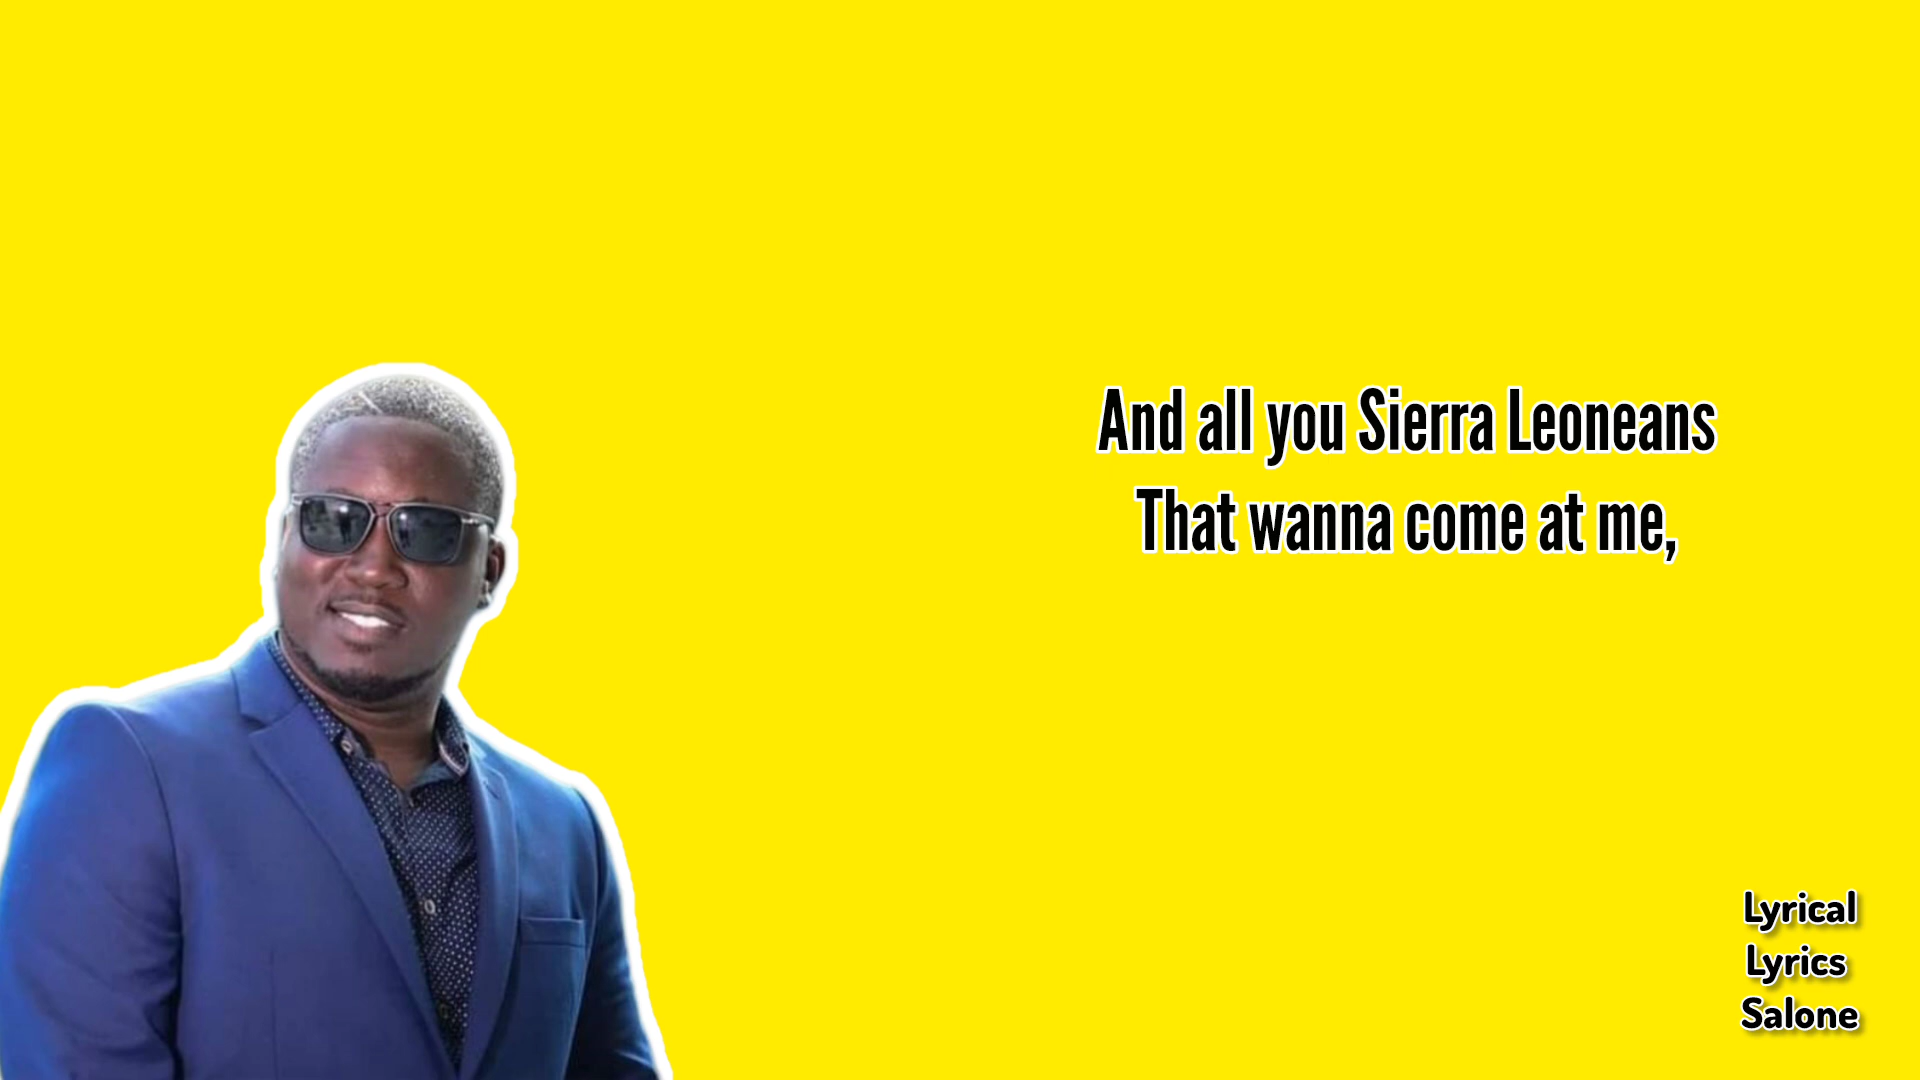 And all you Sierra Leoneans
That wanna come at me,
Lyrical
Lyrics
Salone